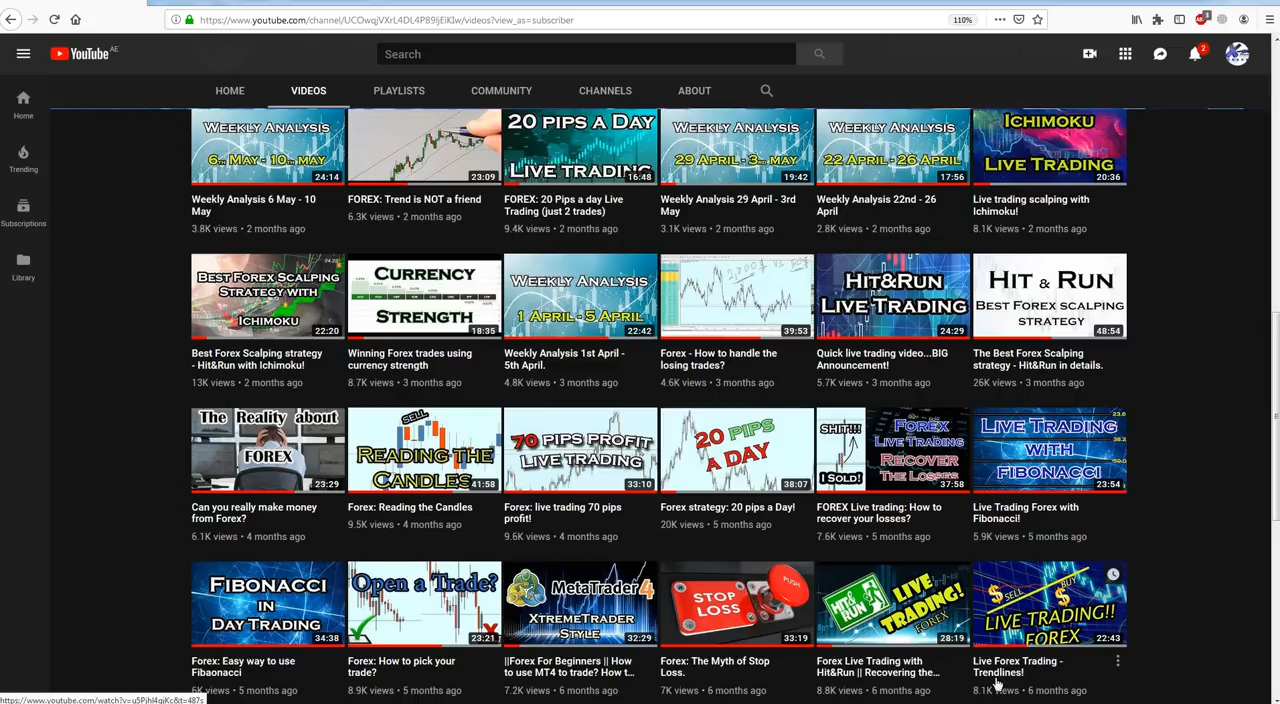 https://www.youtube.com/channel/UCOwqjVXrL4DL4P89ljEiKIw/videos?view_as=subscriber
110%
YouTube AE
Search
2
HOME
VIDEOS
PLAYLISTS
COMMUNITY
CHANNELS
ABOUT
Home
Trending
Subscriptions
Library
WEEKLY ANALYSIS
6TH MAY - 10TH MAY
24:14
23:09
20 PIPS A DAY
LIVE TRADING
16:48
WEEKLY ANALYSIS
29 APRIL - 3RD MAY
19:42
WEEKLY ANALYSIS
22 APRIL - 26 APRIL
17:56
ICHIMOKU
LIVE TRADING
20:36
Weekly Analysis 6 May - 10
May
3.8K views • 2 months ago
FOREX: Trend is NOT a friend
6.3K views • 2 months ago
FOREX: 20 Pips a day Live
Trading (just 2 trades)
9.4K views • 2 months ago
Weekly Analysis 29 April - 3rd
May
3.1K views • 2 months ago
Weekly Analysis 22nd - 26
April
2.8K views • 2 months ago
Live trading scalping with
Ichimoku!
8.1K views • 2 months ago
BEST FOREX SCALPING
STRATEGY WITH
ICHIMOKU
22:20
CURRENCY
STRENGTH
18:35
WEEKLY ANALYSIS
1 APRIL - 5 APRIL
22:42
39:53
HIT&RUN
LIVE TRADING
24:29
HIT & RUN
BEST FOREX SCALPING
STRATEGY
48:54
Best Forex Scalping strategy
- Hit&Run with Ichimoku!
13K views • 2 months ago
Winning Forex trades using
currency strength
8.7K views • 3 months ago
Weekly Analysis 1st April -
5th April.
4.8K views • 3 months ago
Forex - How to handle the
losing trades?
4.6K views • 3 months ago
Quick live trading video...BIG
Announcement!
5.7K views • 3 months ago
The Best Forex Scalping
strategy - Hit&Run in details.
26K views • 3 months ago
The Reality about
FOREX
23:29
SELL
READING THE
CANDLES
41:58
70 PIPS PROFIT
LIVE TRADING
33:10
20 PIPS
A DAY
38:07
SHIT!!!
I SOLD!
FOREX
LIVE TRADING
RECOVER
THE LOSSES
37:58
LIVE TRADING
WITH
FIBONACCI
23.6
38.2
23:54
Can you really make money
from Forex?
6.1K views • 4 months ago
Forex: Reading the Candles
9.5K views • 4 months ago
Forex: live trading 70 pips
profit!
9.6K views • 4 months ago
Forex strategy: 20 pips a Day!
20K views • 5 months ago
FOREX Live trading: How to
recover your losses?
7.6K views • 5 months ago
Live Trading Forex with
Fibonacci!
5.9K views • 5 months ago
FIBONACCI
IN
DAY TRADING
34:38
Open a Trade?
23:21
MetaTrader 4
XTREMETRADER
STYLE
32:29
STOP
LOSS
PUSH
33:19
HIT&
RUN
LIVE
TRADING!
FOREX
28:19
SELL
BUY
LIVE TRADING!!
FOREX
22:43
Forex: Easy way to use
Fibonacci
6K views • 5 months ago
Forex: How to pick your
trade?
8.9K views • 5 months ago
||Forex For Beginners || How
to use MT4 to trade? How t...
7.2K views • 6 months ago
Forex: The Myth of Stop
Loss.
7K views • 6 months ago
Forex Live Trading with
Hit&Run || Recovering the...
8.8K views • 6 months ago
Live Forex Trading -
Trendlines!
8.1K views • 6 months ago
https://www.youtube.com/watch?v=u5PjhI4qjKc&t=487s